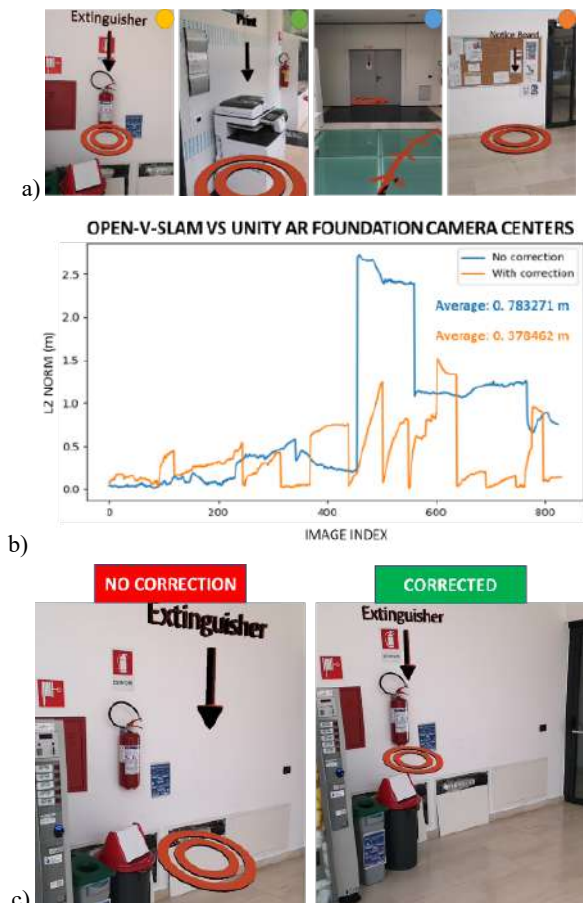 a)
Extinguisher
Print
Notice Board
OPEN-V-SLAM VS UNITY AR FOUNDATION CAMERA CENTERS
L2 NORM (m)
2.5
2.0
1.5
1.0
0.5
0.0
No correction
With correction
Average: 0. 783271 m
Average: 0. 378462 m
0
200
400
600
800
IMAGE INDEX
b)
NO CORRECTION
CORRECTED
Extinguisher
Extinguisher
c)